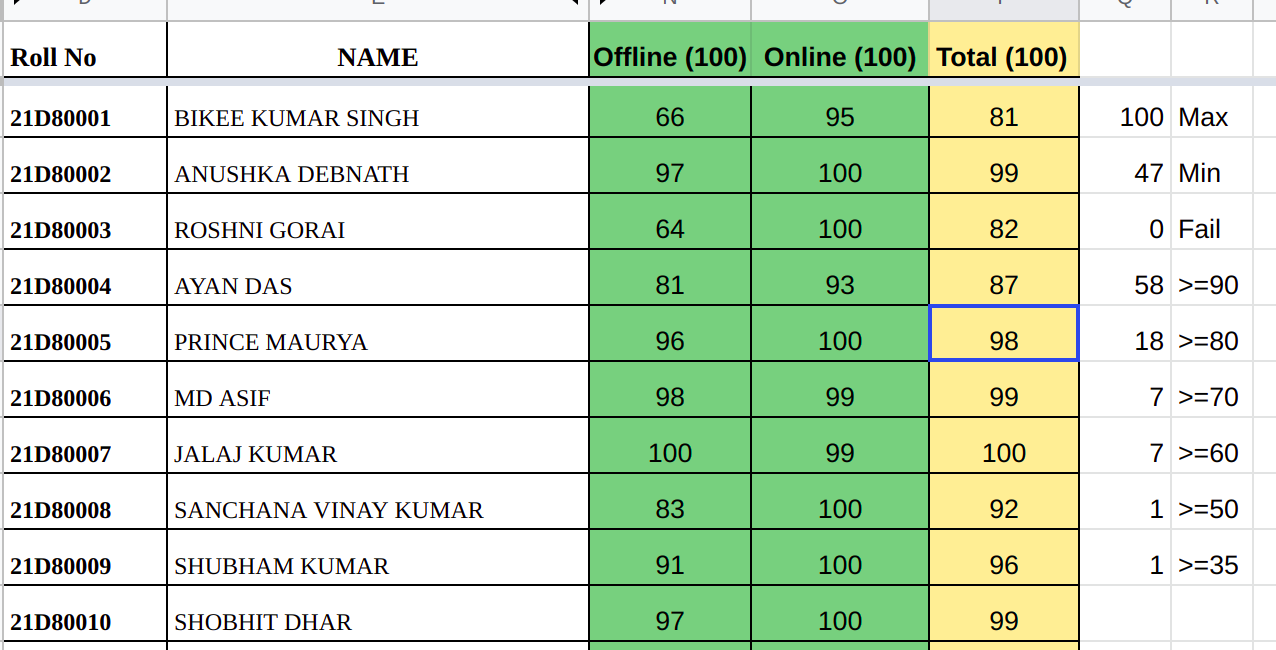 Roll No NAME Offline (100) Online (100) Total (100)
21D80001 BIKEE KUMAR SINGH 66 95 81 100 Max
21D80002 ANUSHKA DEBNATH 97 100 99 47 Min
21D80003 ROSHNI GORAI 64 100 82 0 Fail
21D80004 AYAN DAS 81 93 87 58 >=90
21D80005 PRINCE MAURYA 96 100 98 18 >=80
21D80006 MD ASIF 98 99 99 7 >=70
21D80007 JALAJ KUMAR 100 99 100 7 >=60
21D80008 SANCHANA VINAY KUMAR 83 100 92 1 >=50
21D80009 SHUBHAM KUMAR 91 100 96 1 >=35
21D80010 SHOBHIT DHAR 97 100 99